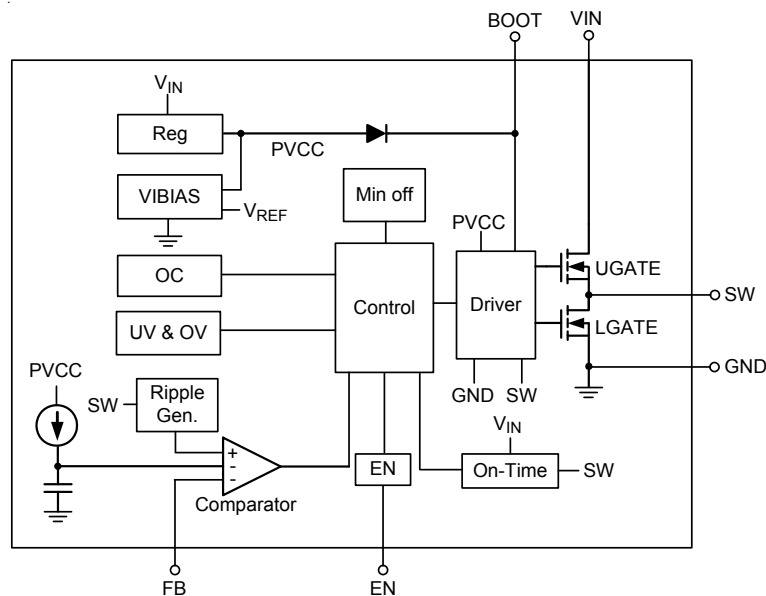 BOOT VIN
VIN
Reg
PVCC
VIBIAS
VREF
Min off
PVCC
OC
UV & OV
Control
Driver
UGATE
SW
LGATE
GND
GND SW
PVCC
SW
Ripple
Gen.
+
-
-
Comparator
EN
VIN
On-Time
SW
FB
EN